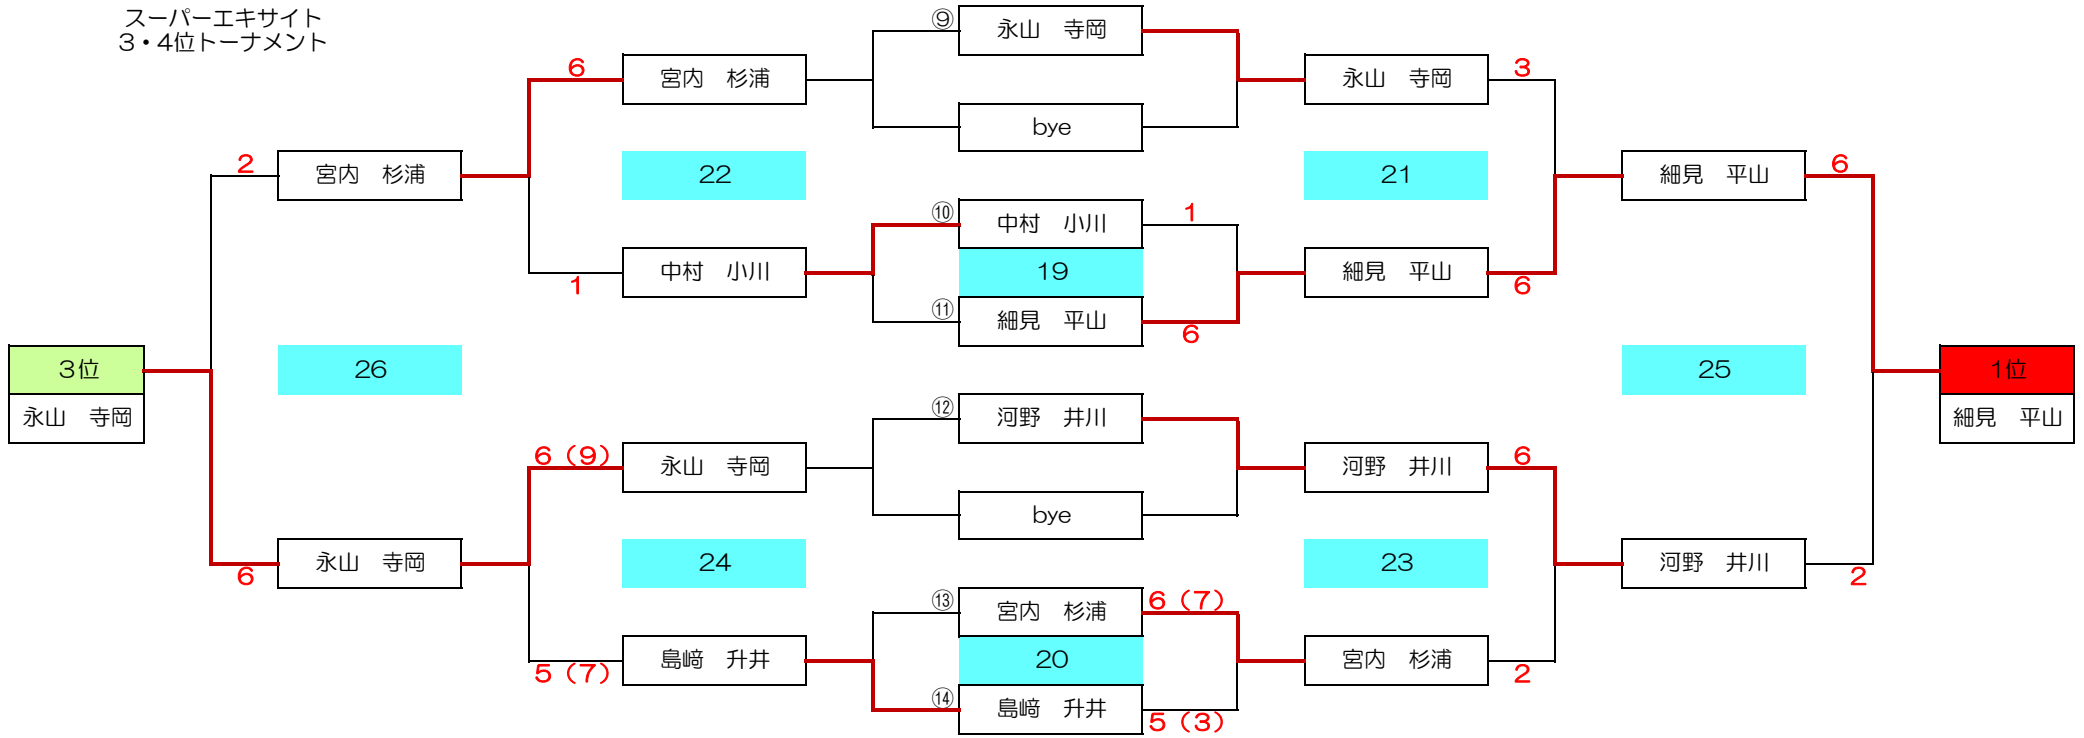 スーパーエキサイト
3・4位トーナメント
⑨ 永山 寺岡
6 宮内 杉浦 永山 寺岡 3
bye
2 宮内 杉浦 22 21 細見 平山 6
⑩ 中村 小川 1
1 中村 小川 19 細見 平山 6
⑪ 細見 平山 6
3位 26 25 1位
永山 寺岡 ⑫ 河野 井川 細見 平山
6(9) 永山 寺岡 河野 井川 6
bye
6 永山 寺岡 24 23 河野 井川 2
⑬ 宮内 杉浦 6(7)
5(7) 島﨑 升井 20 宮内 杉浦 2
⑭ 島﨑 升井 5(3)